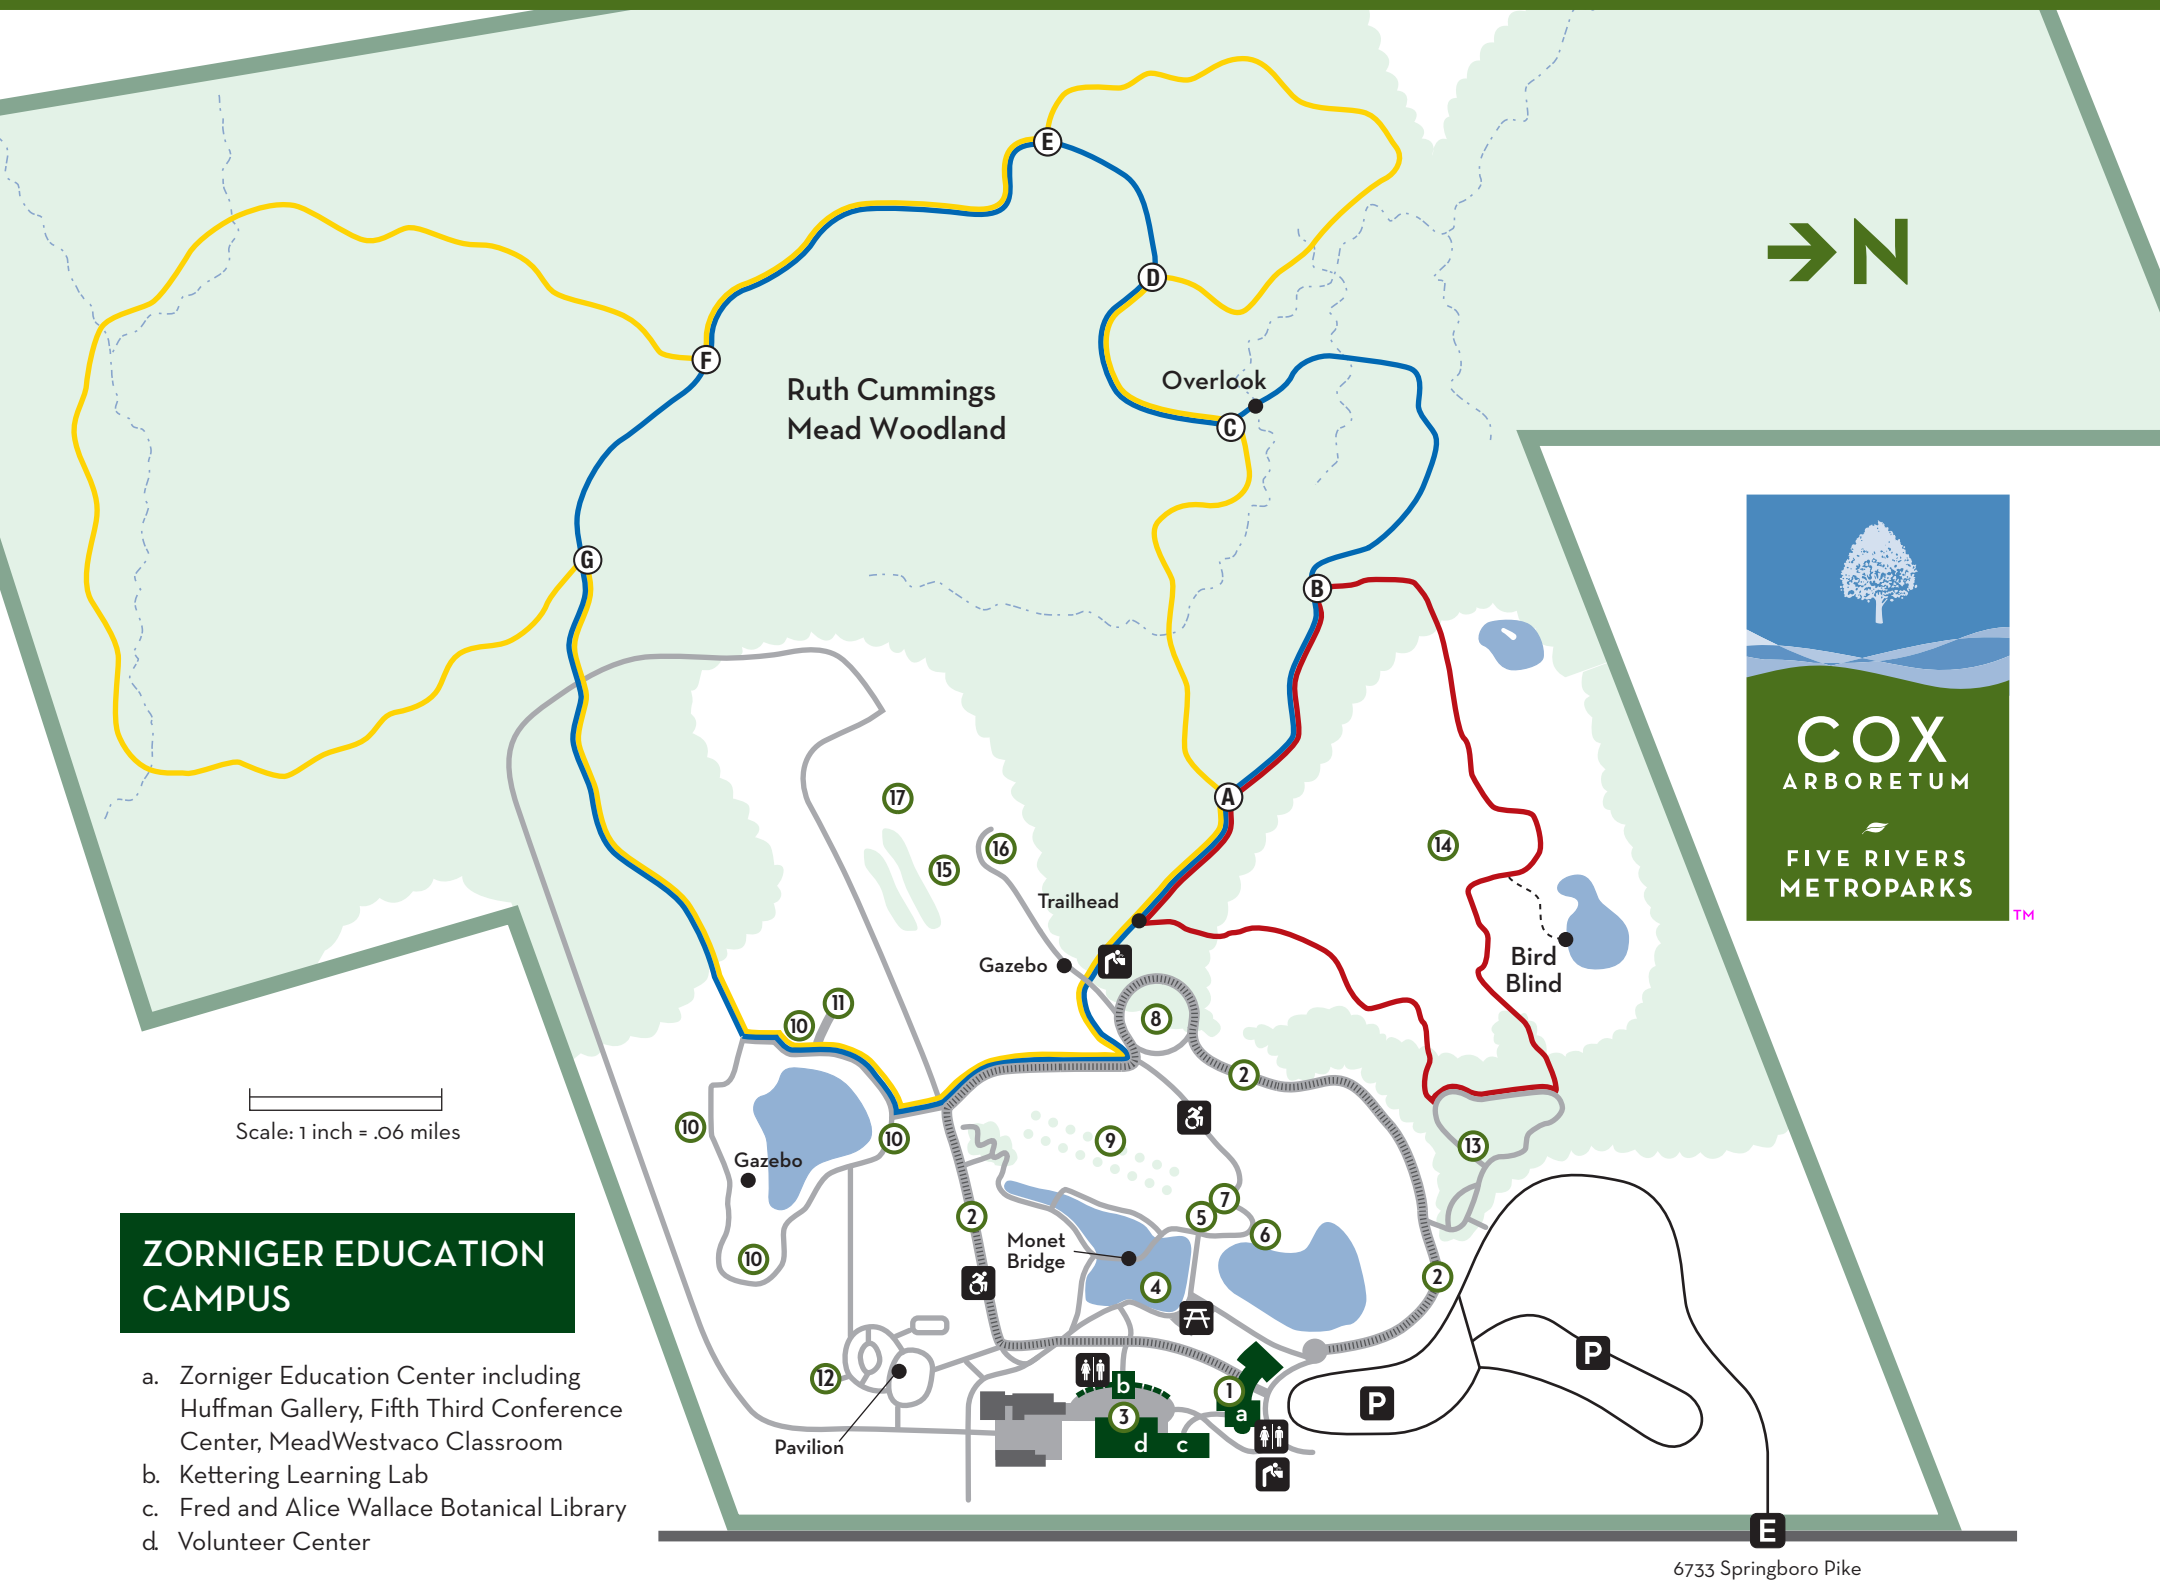 E
D
Overlook
C
F
Ruth Cummings
Mead Woodland
N
G
B
COX
ARBORETUM
FIVE RIVERS
METROPARKS
TM
A
17
15
16
14
Trailhead
Gazebo
Bird
Blind
11
10
8
2
10
10
9
13
Gazebo
10
2
7
5
6
Monet
Bridge
4
2
Scale: 1 inch = .06 miles
ZORNIGER EDUCATION
CAMPUS
a. Zorniger Education Center including
Huffman Gallery, Fifth Third Conference
Center, MeadWestvaco Classroom
b. Kettering Learning Lab
c. Fred and Alice Wallace Botanical Library
d. Volunteer Center
12
Pavilion
b
1
3
a
d
c
P
P
E
6733 Springboro Pike